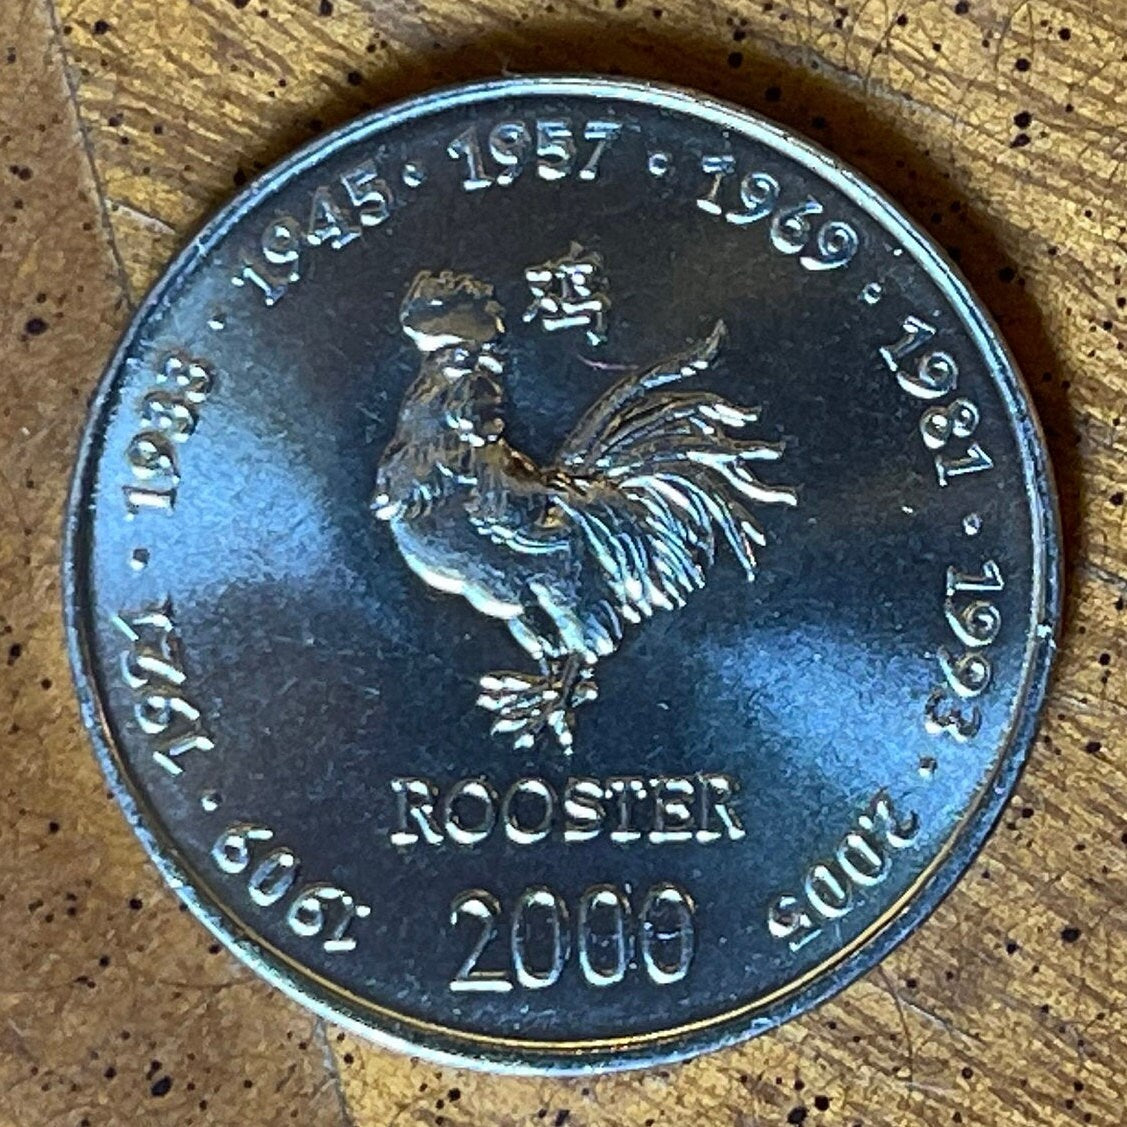 1909 · 1921 · 1933 · 1945 · 1957 · 1969 · 1981 · 1993 · 2005
鸡
ROOSTER
2000